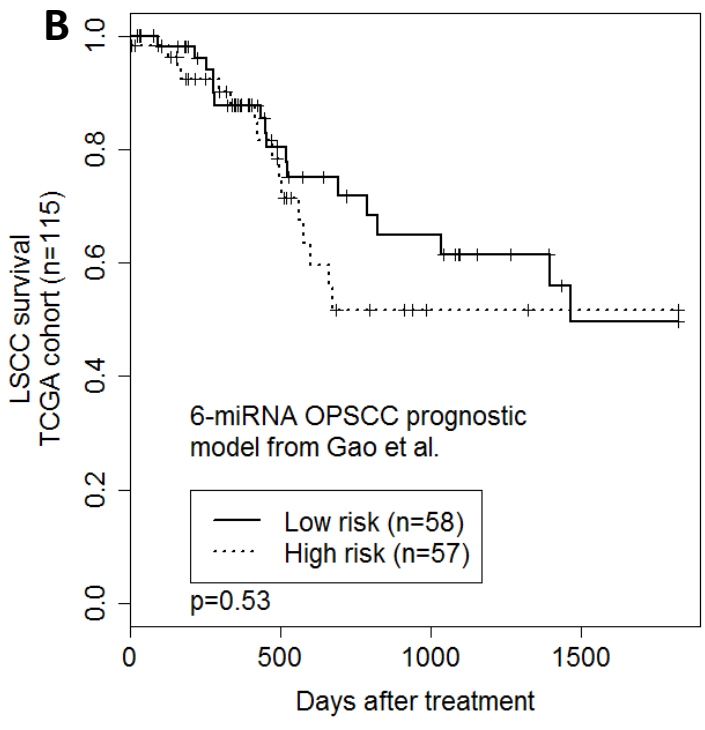 B
LSCC survival
TCGA cohort (n=115)
1.0
0.8
0.6
0.4
0.2
0.0
6-miRNA OPSCC prognostic
model from Gao et al.
Low risk (n=58)
High risk (n=57)
p=0.53
0 500 1000 1500
Days after treatment